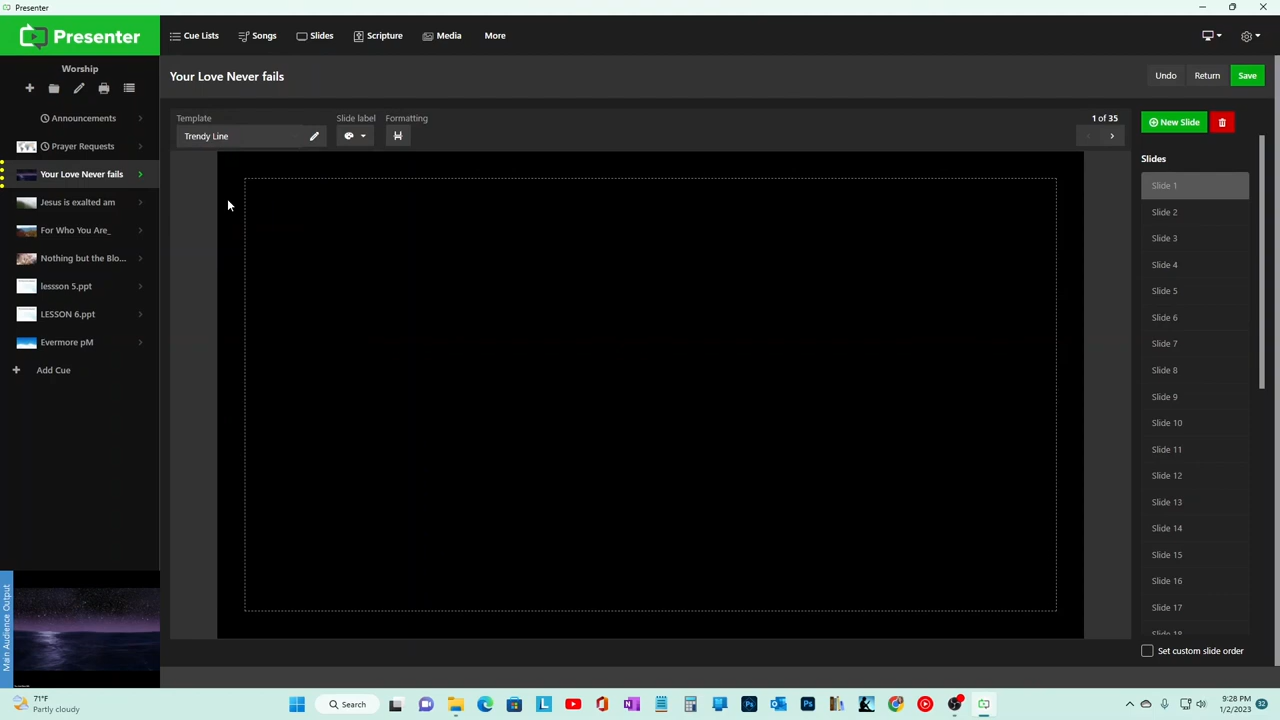 Presenter
Presenter
Cue Lists
Songs
Slides
Scripture
Media
More
Worship
Announcements
Prayer Requests
Your Love Never fails
Jesus is exalted am
For Who You Are_
Nothing but the Blo...
lessson 5.ppt
LESSON 6.ppt
Evermore pM
Add Cue
Main Audience Output
Your Love Never fails
Undo
Return
Save
Template
Slide label
Formatting
Trendy Line
1 of 35
New Slide
Slides
Slide 1
Slide 2
Slide 3
Slide 4
Slide 5
Slide 6
Slide 7
Slide 8
Slide 9
Slide 10
Slide 11
Slide 12
Slide 13
Slide 14
Slide 15
Slide 16
Slide 17
Slide 18
Set custom slide order
71°F
Partly cloudy
Search
9:28 PM
1/2/2023